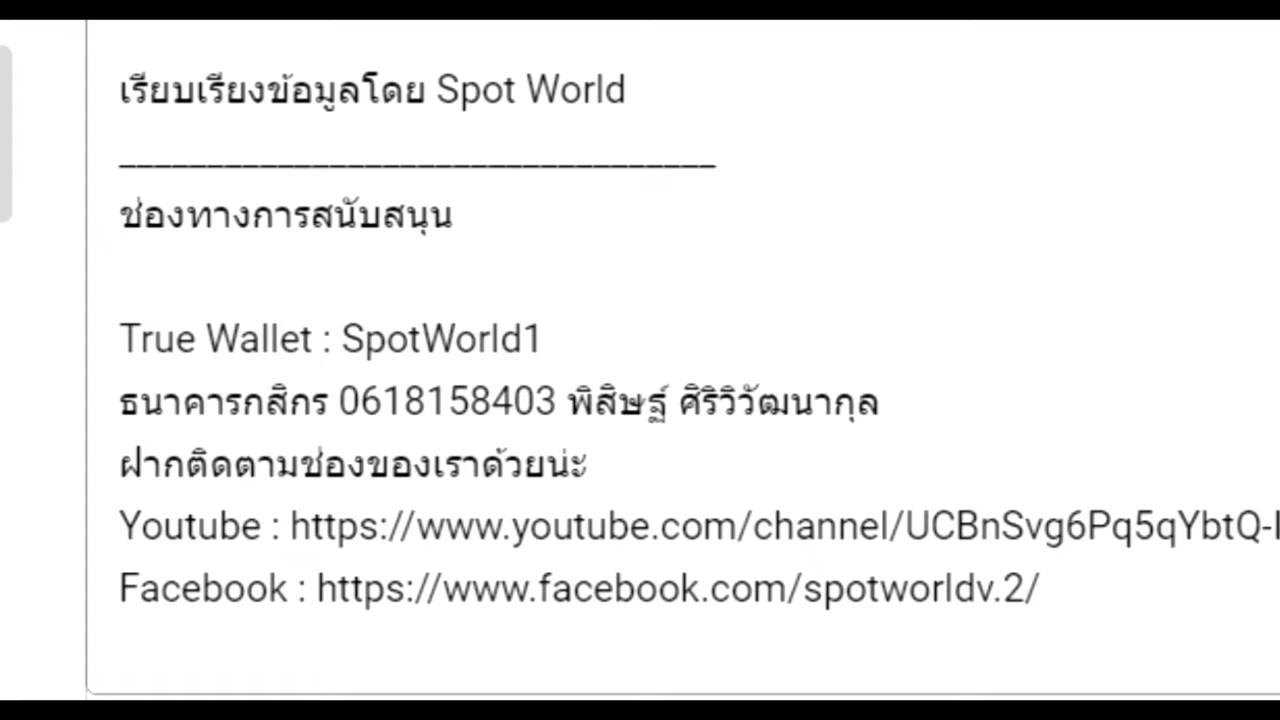 เรียบเรียงข้อมูลโดย Spot World
__________________________________
ช่องทางการสนับสนุน
True Wallet : SpotWorld1
ธนาคารกสิกร 0618158403 พิสิษฐ์ ศิริวิวัฒนากุล
ฝากติดตามช่องของเราด้วยน่ะ
Youtube : https://www.youtube.com/channel/UCBnSvg6Pq5qYbtQ-
Facebook : https://www.facebook.com/spotworldv.2/